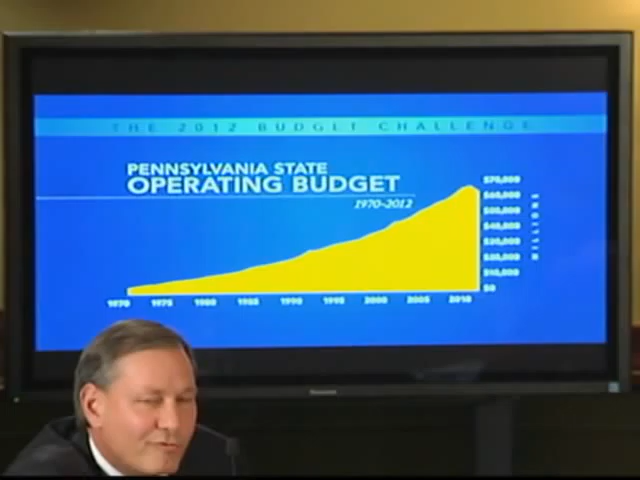 THE 2012 BUDGET CHALLENGE
PENNSYLVANIA STATE
OPERATING BUDGET
1970-2012
$70,000
$60,000
$50,000
$40,000
$30,000
$20,000
$10,000
$0
MILLIONS
1970 1975 1980 1985 1990 1995 2000 2005 2010